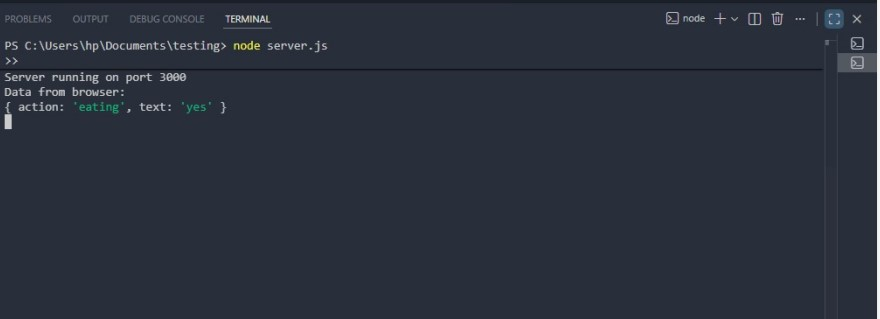 PROBLEMS OUTPUT DEBUG CONSOLE TERMINAL node
PS C:\Users\hp\Documents\testing> node server.js
>>
Server running on port 3000
Data from browser:
{ action: 'eating', text: 'yes' }